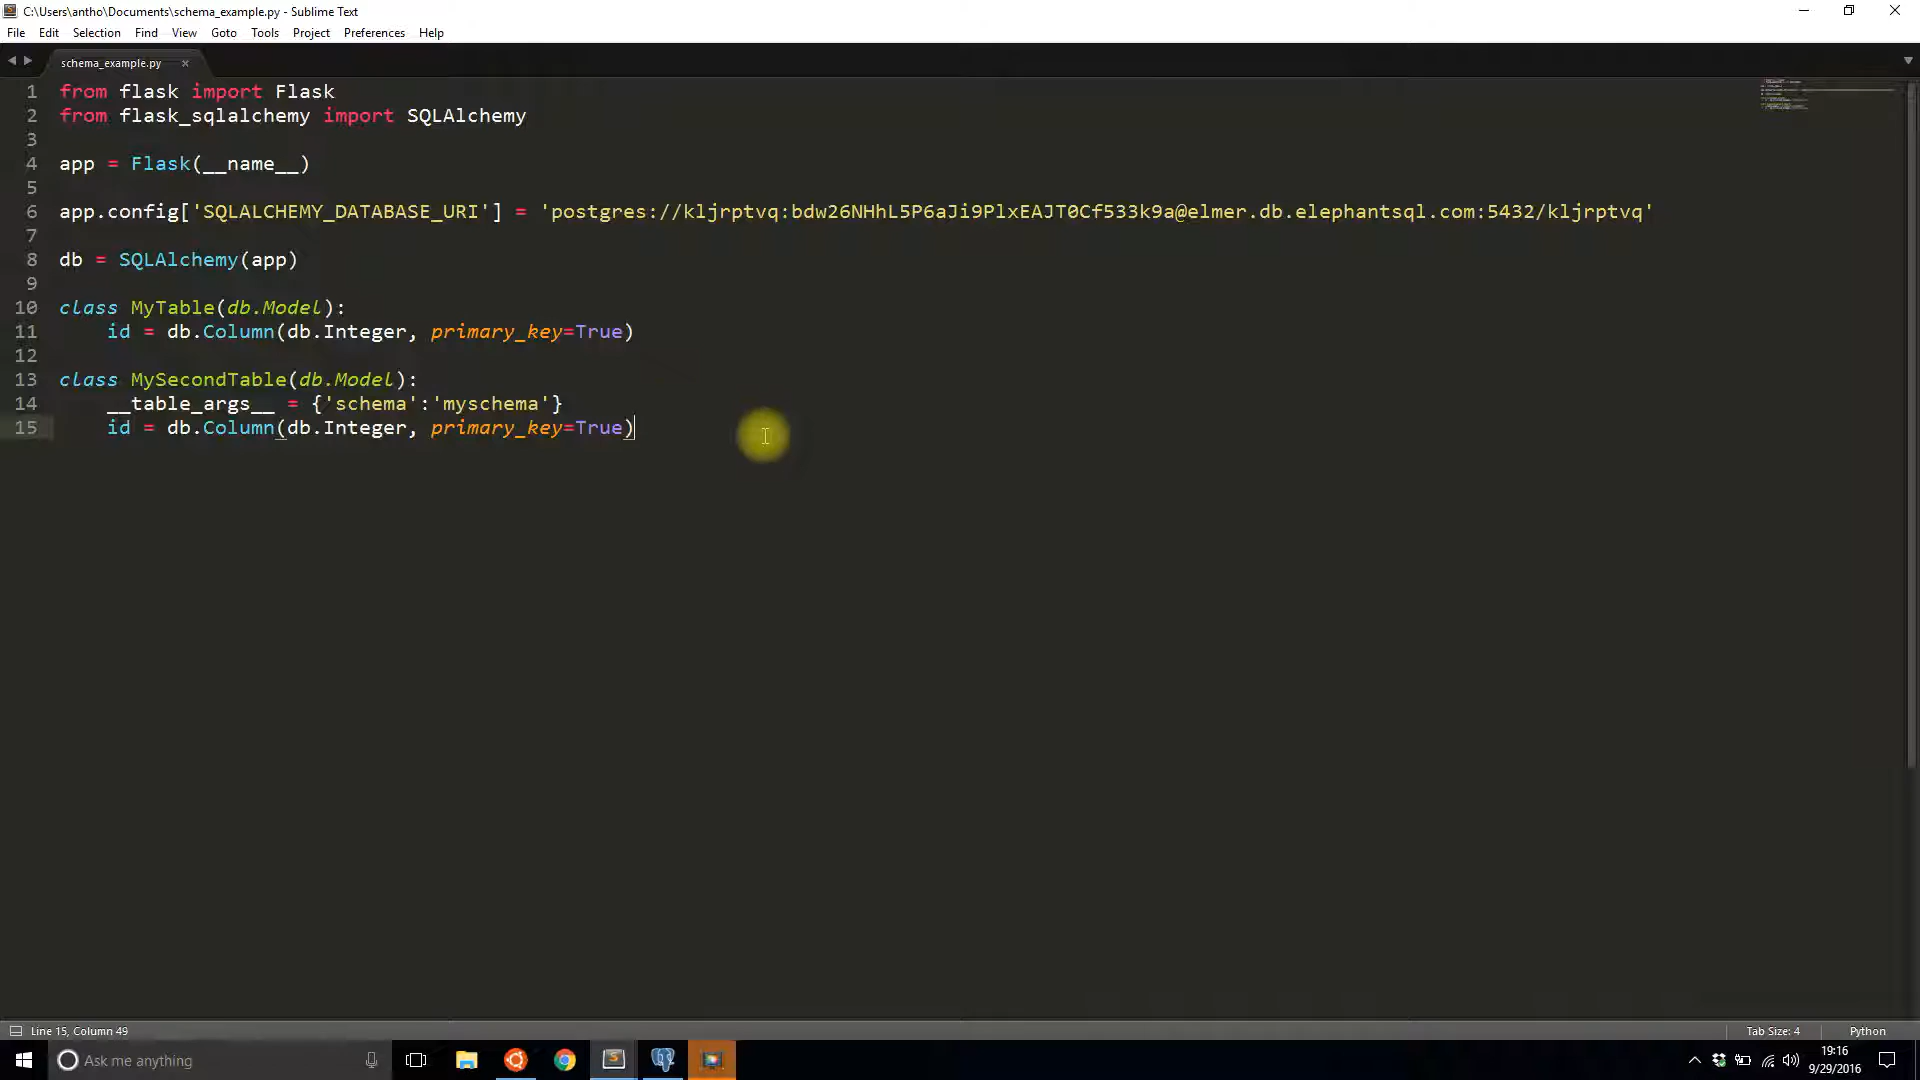 C:\Users\antho\Documents\schema_example.py - Sublime Text
File Edit Selection Find View Goto Tools Project Preferences Help
schema_example.py ×
1 from flask import Flask
2 from flask_sqlalchemy import SQLAlchemy
3
4 app = Flask(__name__)
5
6 app.config['SQLALCHEMY_DATABASE_URI'] = 'postgres://kljrptvq:bdw26NHhL5P6aJi9PlxEAJT0Cf533k9a@elmer.db.elephantsql.com:5432/kljrptvq'
7
8 db = SQLAlchemy(app)
9
10 class MyTable(db.Model):
11     id = db.Column(db.Integer, primary_key=True)
12
13 class MySecondTable(db.Model):
14     __table_args__ = {'schema':'myschema'}
15     id = db.Column(db.Integer, primary_key=True)
Line 15, Column 49
Tab Size: 4
Python
Ask me anything
19:16
9/29/2016